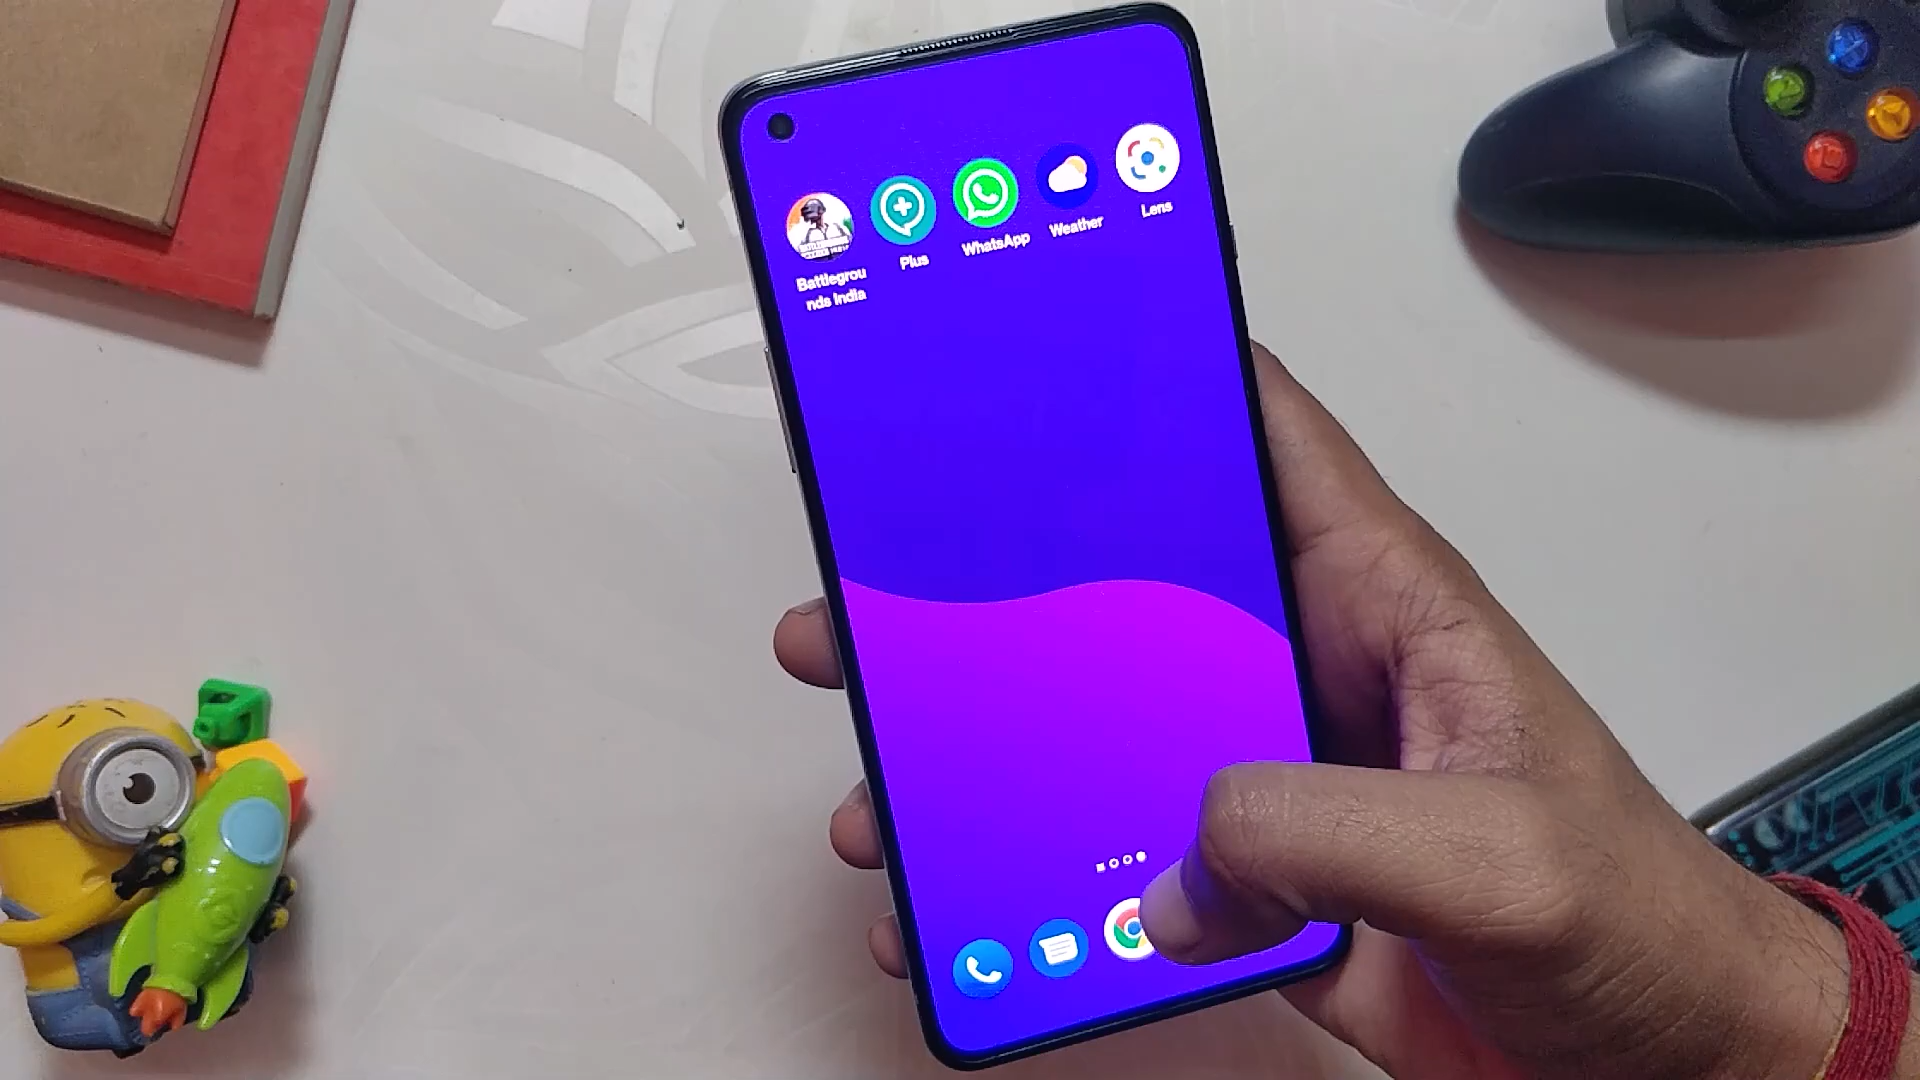 Battlegrou
nds India
Plus
WhatsApp
Weather
Lens